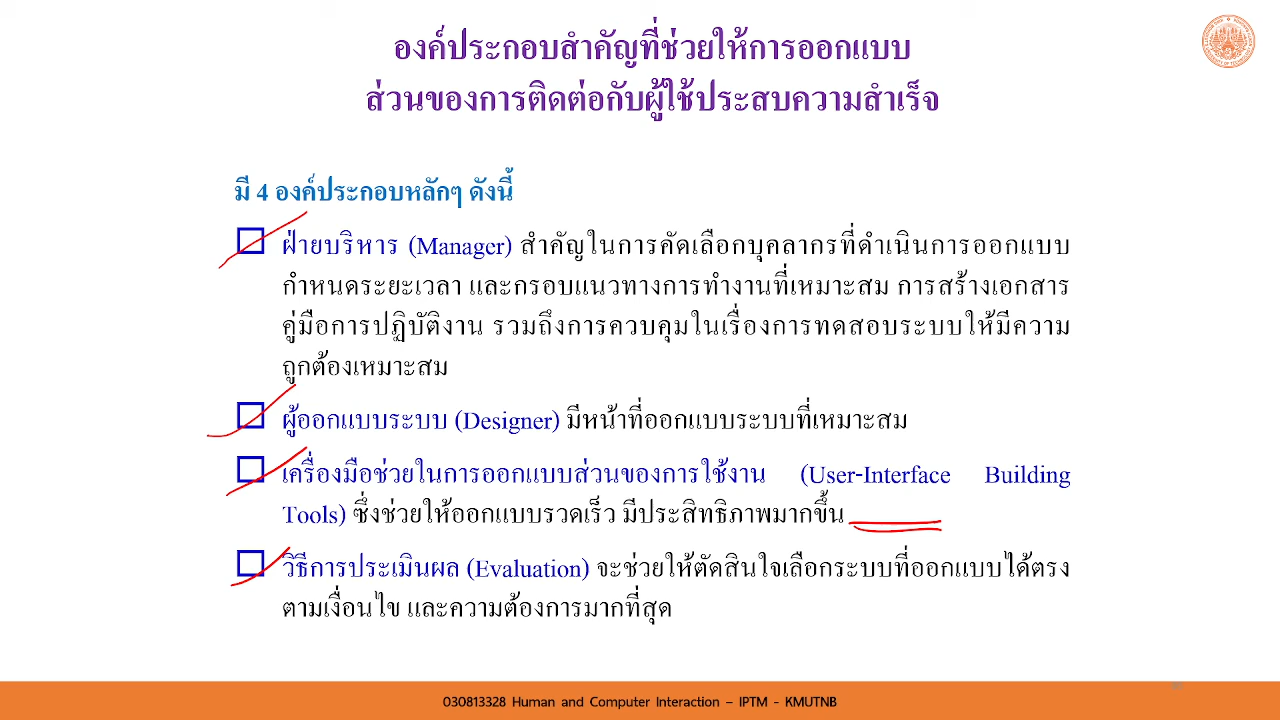 องค์ประกอบสำคัญที่ช่วยให้การออกแบบ
ส่วนของการติดต่อกับผู้ใช้ประสบความสำเร็จ
มี 4 องค์ประกอบหลักๆ ดังนี้
ฝ่ายบริหาร (Manager) สำคัญในการคัดเลือกบุคลากรที่ดำเนินการออกแบบ
กำหนดระยะเวลา และกรอบแนวทางการทำงานที่เหมาะสม การสร้างเอกสาร
คู่มือการปฏิบัติงาน รวมถึงการควบคุมในเรื่องการทดสอบระบบให้มีความ
ถูกต้องเหมาะสม
ผู้ออกแบบระบบ (Designer) มีหน้าที่ออกแบบระบบที่เหมาะสม
เครื่องมือช่วยในการออกแบบส่วนของการใช้งาน (User-Interface Building
Tools) ซึ่งช่วยให้ออกแบบรวดเร็ว มีประสิทธิภาพมากขึ้น
วิธีการประเมินผล (Evaluation) จะช่วยให้ตัดสินใจเลือกระบบที่ออกแบบได้ตรง
ตามเงื่อนไข และความต้องการมากที่สุด
030813328 Human and Computer Interaction – IPTM - KMUTNB